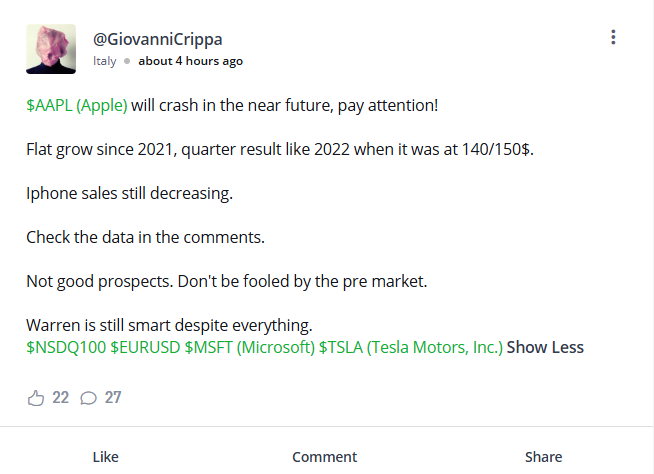 @GiovanniCrippa
Italy • about 4 hours ago
$AAPL (Apple) will crash in the near future, pay attention!
Flat grow since 2021, quarter result like 2022 when it was at 140/150$.
Iphone sales still decreasing.
Check the data in the comments.
Not good prospects. Don't be fooled by the pre market.
Warren is still smart despite everything.
$NSDQ100 $EURUSD $MSFT (Microsoft) $TSLA (Tesla Motors, Inc.) Show Less
22 27
Like Comment Share